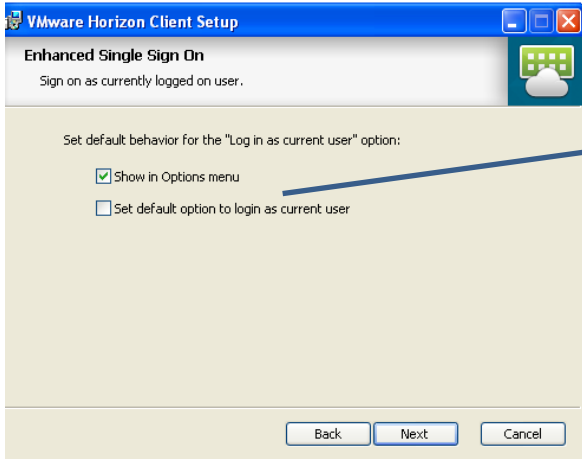 VMware Horizon Client Setup
Enhanced Single Sign On
Sign on as currently logged on user.
Set default behavior for the "Log in as current user" option:
Show in Options menu
Set default option to login as current user
Back Next Cancel